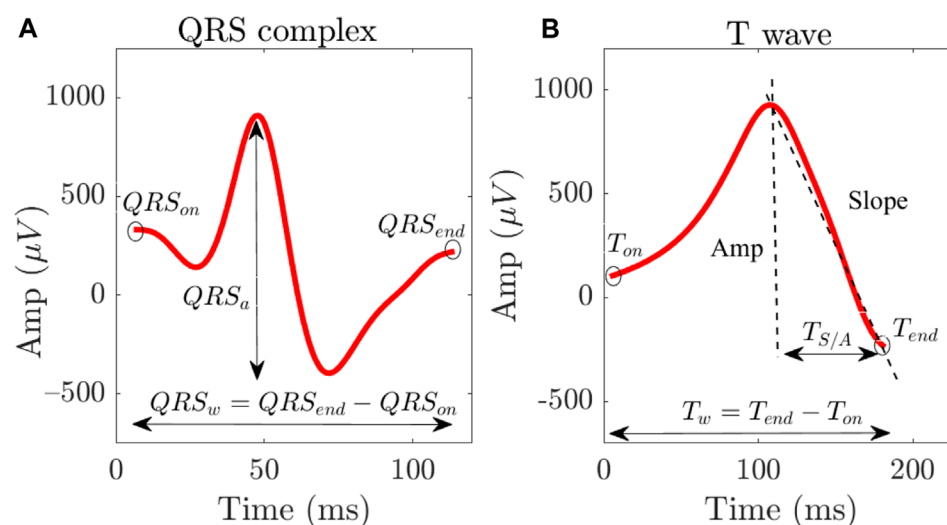 A
QRS complex
Amp (μV)
1000
500
0
−500
QRS_on
QRS_end
QRS_a
QRS_w = QRS_end − QRS_on
0
50
100
Time (ms)
B
T wave
Amp (μV)
1000
500
0
-500
Slope
T_on
Amp
T_S/A
T_end
T_w = T_end − T_on
0
100
200
Time (ms)